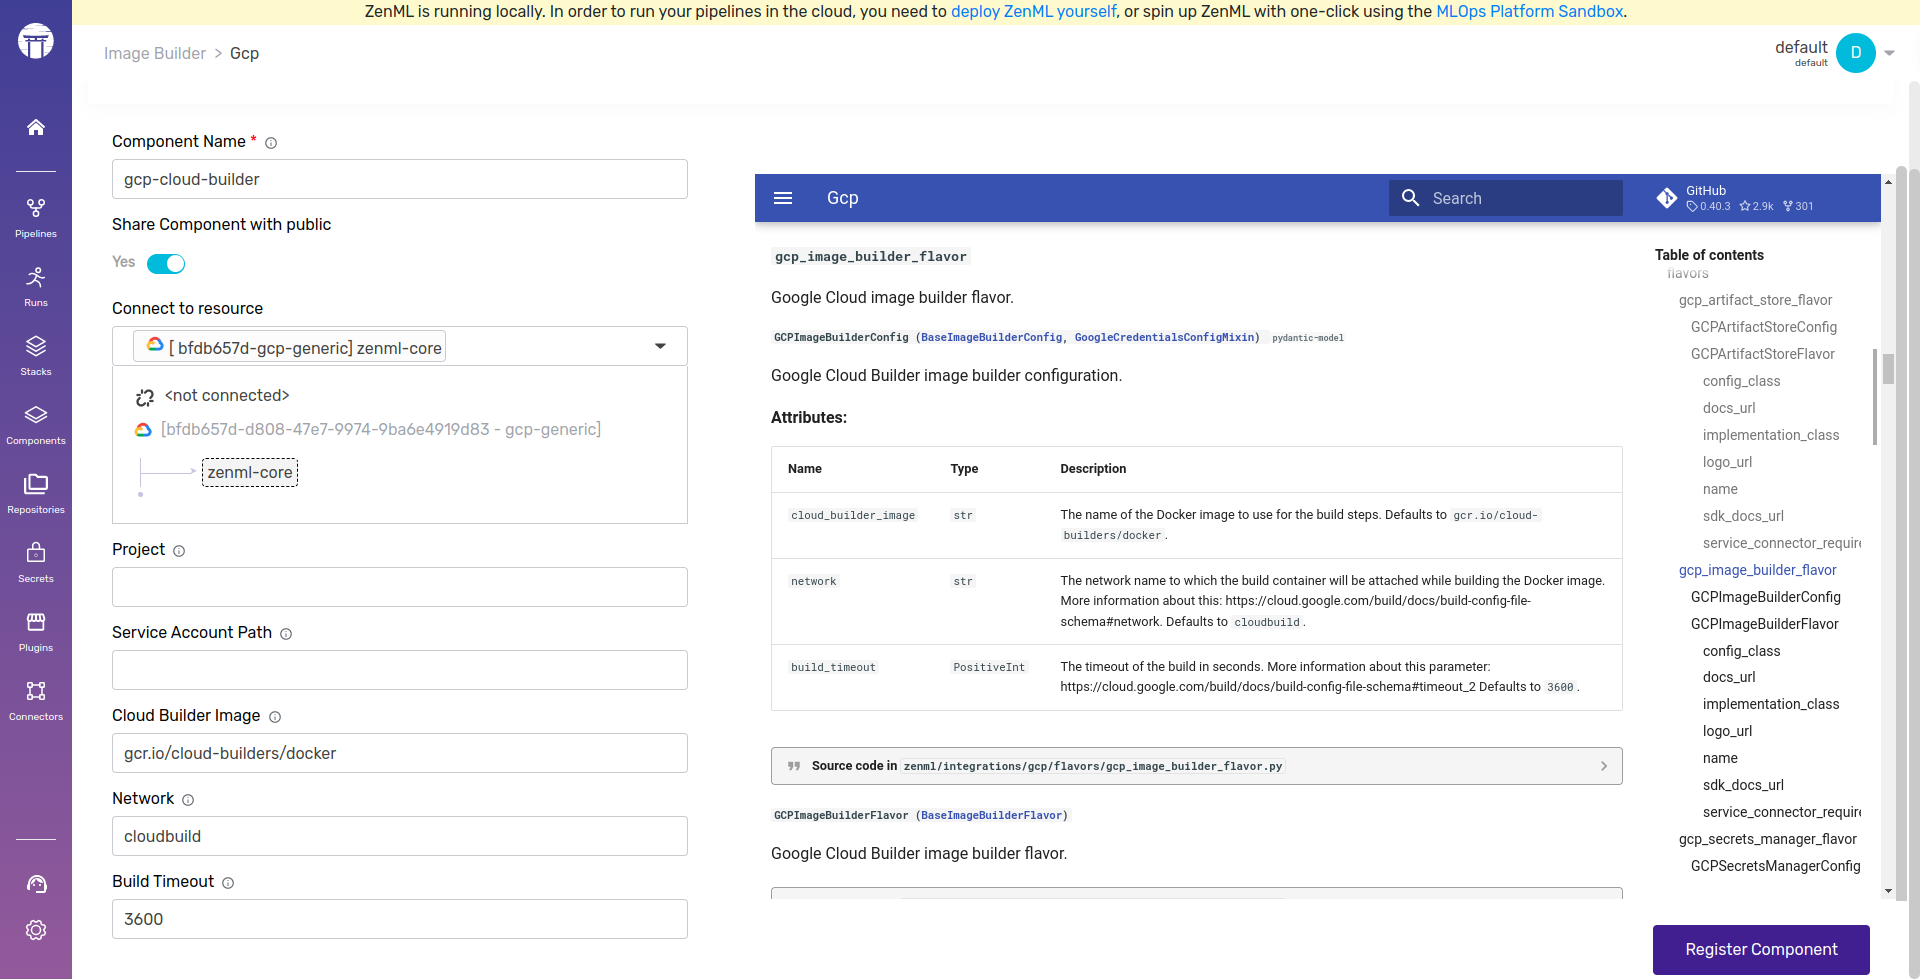 ZenML is running locally. In order to run your pipelines in the cloud, you need to deploy ZenML yourself, or spin up ZenML with one-click using the MLOps Platform Sandbox.
Image Builder > Gcp
default
default
D
Pipelines
Runs
Stacks
Components
Repositories
Secrets
Plugins
Connectors
Component Name *
gcp-cloud-builder
Share Component with public
Yes
Connect to resource
[ bfdb657d-gcp-generic] zenml-core
<not connected>
[bfdb657d-d808-47e7-9974-9ba6e4919d83 - gcp-generic]
zenml-core
Project
Service Account Path
Cloud Builder Image
gcr.io/cloud-builders/docker
Network
cloudbuild
Build Timeout
3600
Gcp
Search
GitHub
0.40.3 2.9k 301
gcp_image_builder_flavor
Google Cloud image builder flavor.
GCPImageBuilderConfig (BaseImageBuilderConfig, GoogleCredentialsConfigMixin) pydantic-model
Google Cloud Builder image builder configuration.
Attributes:
Name Type Description
cloud_builder_image str The name of the Docker image to use for the build steps. Defaults to gcr.io/cloud-
builders/docker.
network str The network name to which the build container will be attached while building the Docker image.
More information about this: https://cloud.google.com/build/docs/build-config-file-
schema#network. Defaults to cloudbuild.
build_timeout PositiveInt The timeout of the build in seconds. More information about this parameter:
https://cloud.google.com/build/docs/build-config-file-schema#timeout_2 Defaults to 3600.
Source code in zenml/integrations/gcp/flavors/gcp_image_builder_flavor.py
GCPImageBuilderFlavor (BaseImageBuilderFlavor)
Google Cloud Builder image builder flavor.
Table of contents
flavors
gcp_artifact_store_flavor
GCPArtifactStoreConfig
GCPArtifactStoreFlavor
config_class
docs_url
implementation_class
logo_url
name
sdk_docs_url
service_connector_require
gcp_image_builder_flavor
GCPImageBuilderConfig
GCPImageBuilderFlavor
config_class
docs_url
implementation_class
logo_url
name
sdk_docs_url
service_connector_require
gcp_secrets_manager_flavor
GCPSecretsManagerConfig
Register Component